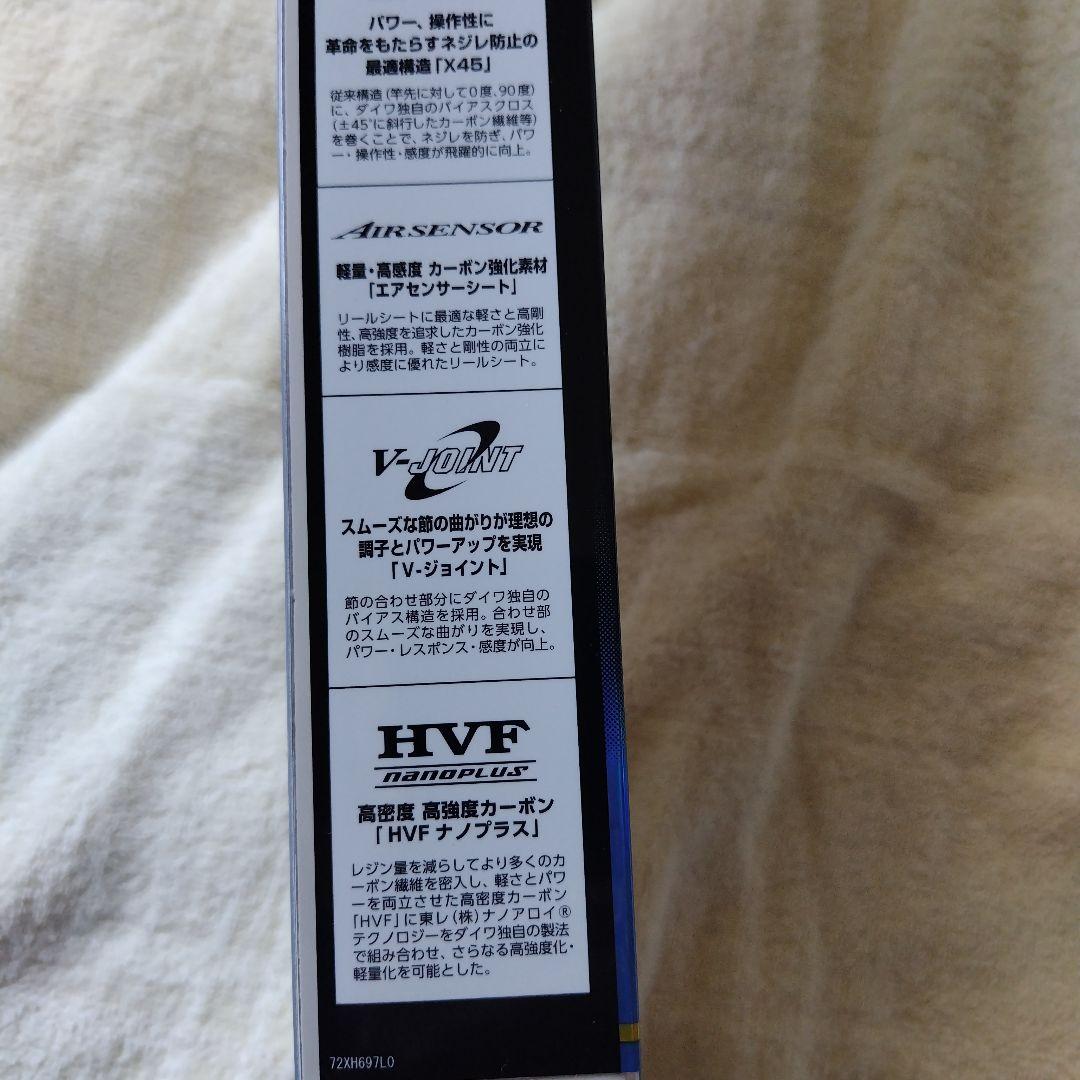 パワー、操作性に
革命をもたらすネジレ防止の
最適構造「X45」
従来構造(竿先に対して0度、90度)
に、ダイワ独自のバイアスクロス
(±45°に斜行したカーボン繊維等)
を巻くことで、ネジレを防ぎ、パワ
ー・操作性・感度が飛躍的に向上。
AIRSENSOR
軽量・高感度 カーボン強化素材
「エアセンサーシート」
リールシートに最適な軽さと高剛
性、高強度を追求したカーボン強化
樹脂を採用。軽さと剛性の両立に
より感度に優れたリールシート。
V-JOINT
スムーズな節の曲がりが理想の
調子とパワーアップを実現
「V-ジョイント」
節の合わせ部分にダイワ独自の
バイアス構造を採用。合わせ部
のスムーズな曲がりを実現し、
パワー・レスポンス・感度が向上。
HVF
nanoPLUS
高密度 高強度カーボン
「HVF ナノプラス」
レジン量を減らしてより多くのカ
ーボン繊維を密入し、軽さとパワ
ーを両立させた高密度カーボン
「HVF」に東レ(株)ナノアロイ®
テクノロジーをダイワ独自の製法
で組み合わせ、さらなる高強度化・
軽量化を可能とした。
72XH697L0